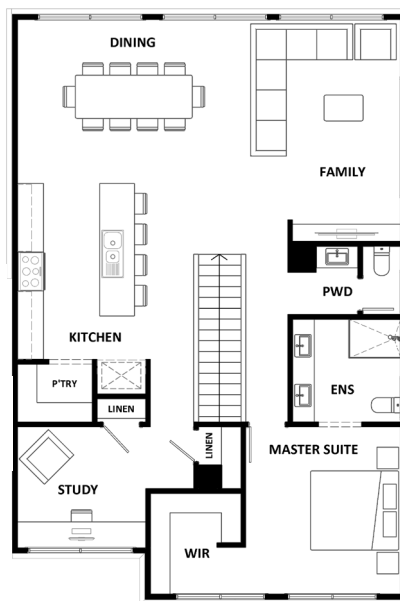 DINING
FAMILY
PWD
KITCHEN
P'TRY
ENS
LINEN
LINEN
MASTER SUITE
STUDY
WIR